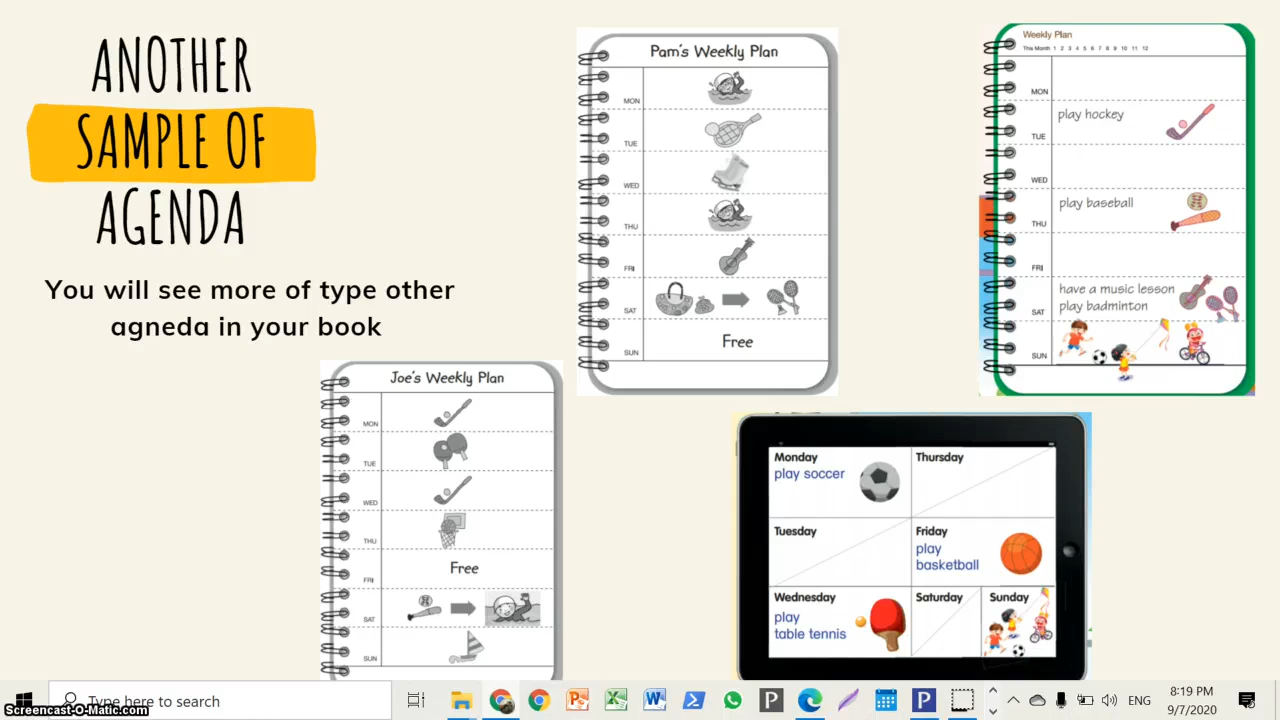 ANOTHER
SAMPLE OF
AGENDA
You will see more of type other
agneda in your book
Pam's Weekly Plan
MON
TUE
WED
THU
FRI
SAT
SUN
Free
Weekly Plan
This Month 1 2 3 4 5 6 7 8 9 10 11 12
MON
play hockey
TUE
WED
play baseball
THU
FRI
have a music lesson
play badminton
SAT
SUN
Joe's Weekly Plan
MON
TUE
WED
THU
Free
FRI
SAT
SUN
Monday
play soccer
Thursday
Tuesday
Friday
play
basketball
Wednesday
play
table tennis
Saturday
Sunday
Type here to search
ENG
8:19 PM
9/7/2020
Screencast-O-Matic.com